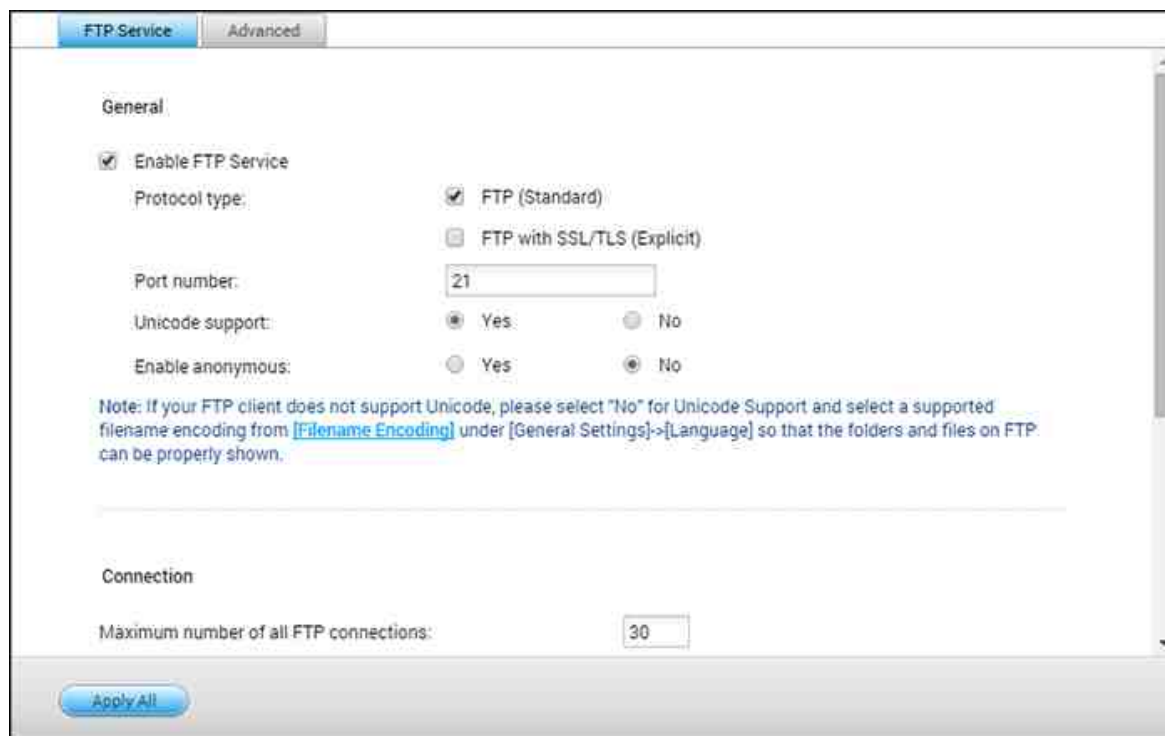 FTP Service Advanced
General
Enable FTP Service
Protocol type: FTP (Standard)
FTP with SSL/TLS (Explicit)
Port number: 21
Unicode support: Yes No
Enable anonymous: Yes No
Note: If your FTP client does not support Unicode, please select "No" for Unicode Support and select a supported
filename encoding from [Filename Encoding] under [General Settings]->[Language] so that the folders and files on FTP
can be properly shown.
Connection
Maximum number of all FTP connections: 30
Apply All